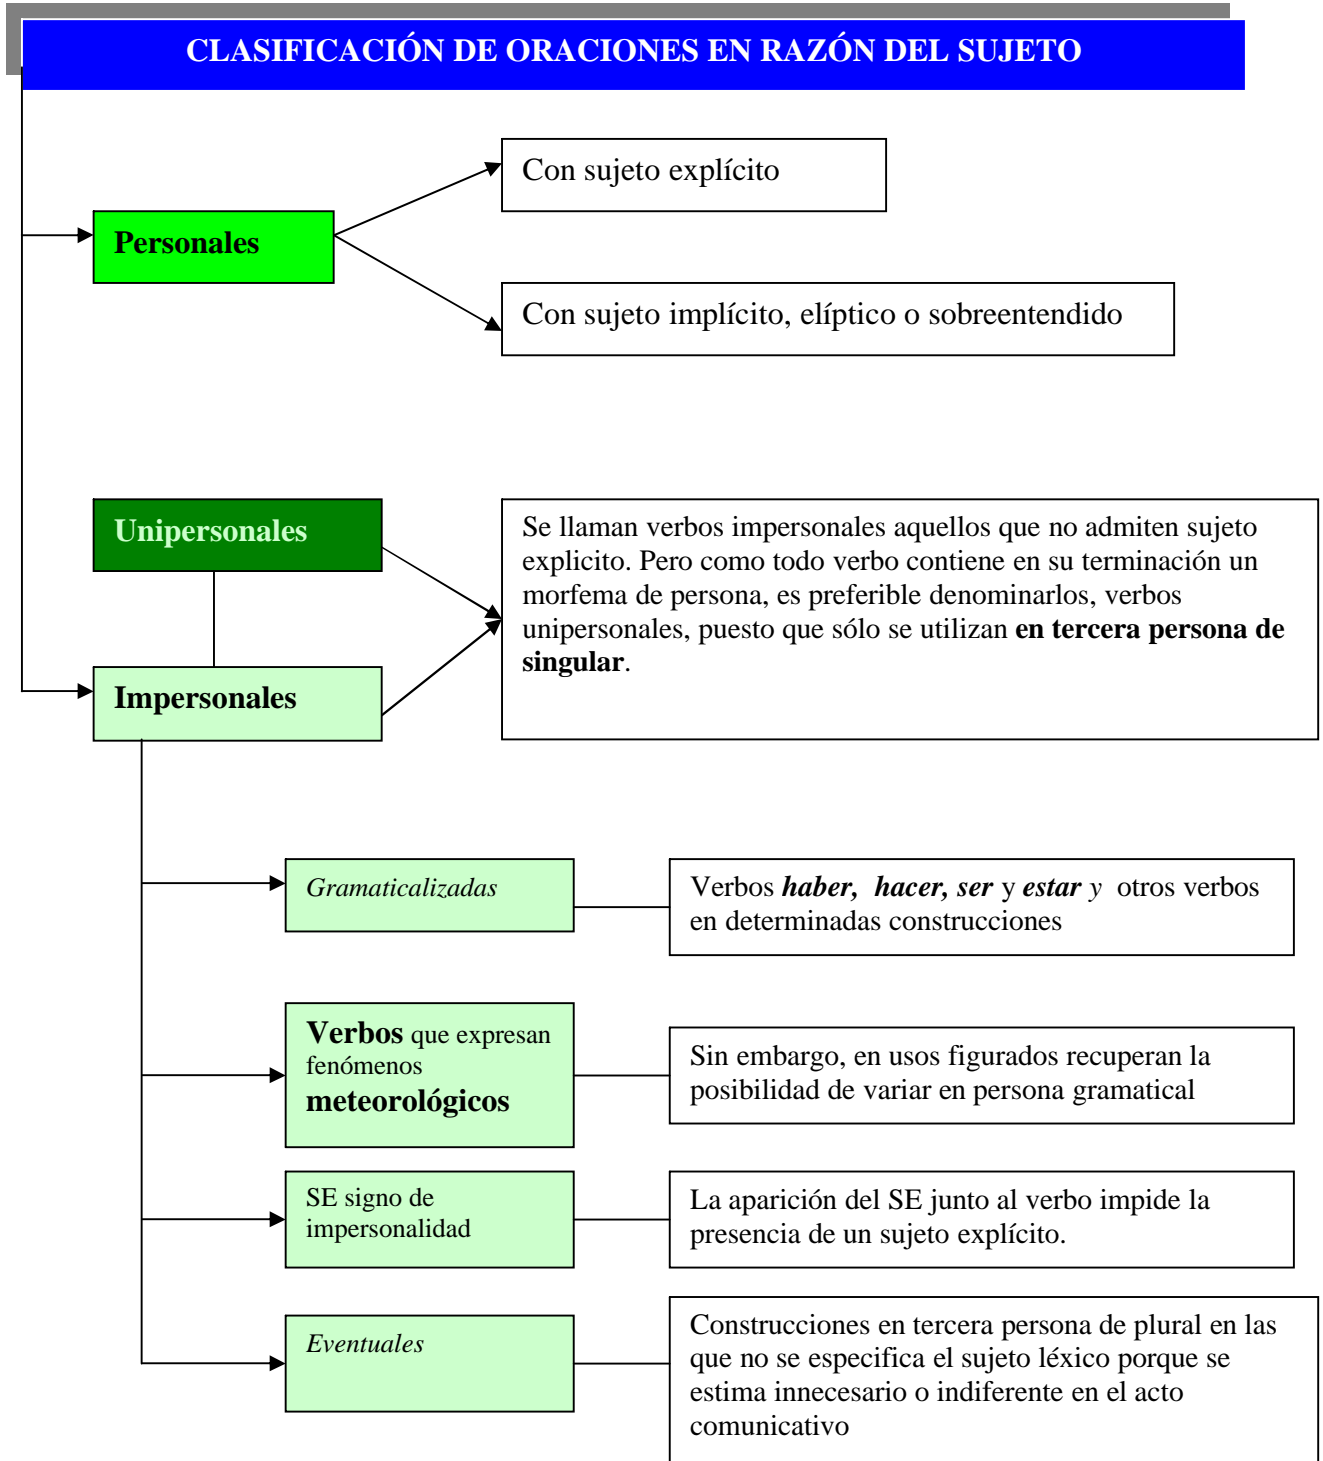 CLASIFICACIÓN DE ORACIONES EN RAZÓN DEL SUJETO
Con sujeto explícito
Personales
Con sujeto implícito, elíptico o sobreentendido
Unipersonales
Se llaman verbos impersonales aquellos que no admiten sujeto
explicito. Pero como todo verbo contiene en su terminación un
morfema de persona, es preferible denominarlos, verbos
unipersonales, puesto que sólo se utilizan en tercera persona de
singular.
Impersonales
Gramaticalizadas
Verbos haber, hacer, ser y estar y otros verbos
en determinadas construcciones
Verbos que expresan
fenómenos
meteorológicos
Sin embargo, en usos figurados recuperan la
posibilidad de variar en persona gramatical
SE signo de
impersonalidad
La aparición del SE junto al verbo impide la
presencia de un sujeto explícito.
Eventuales
Construcciones en tercera persona de plural en las
que no se especifica el sujeto léxico porque se
estima innecesario o indiferente en el acto
comunicativo